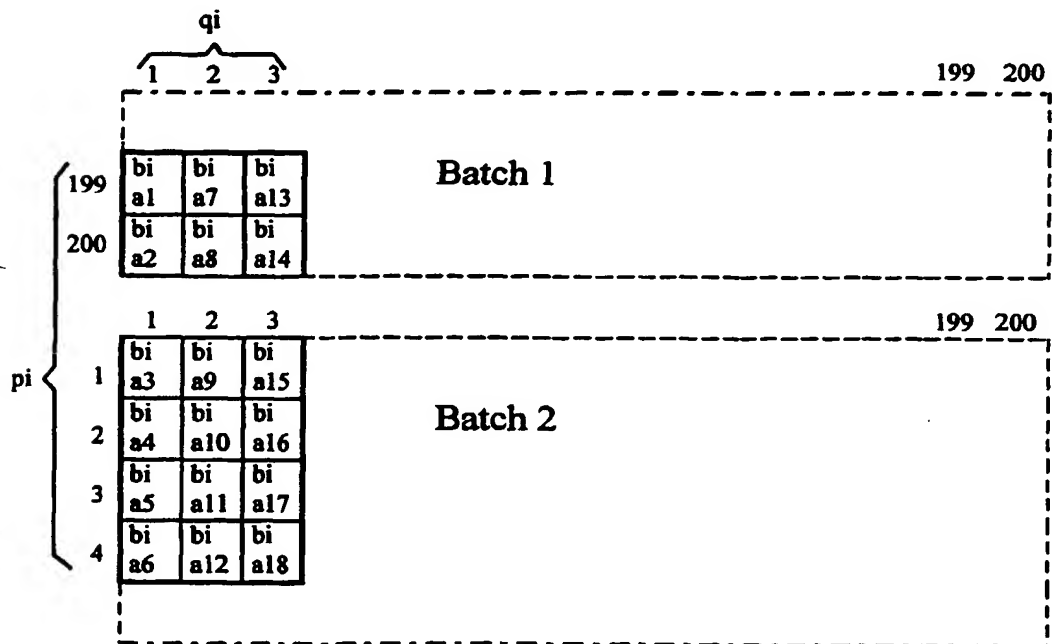 qi
1 2 3 199 200
Batch 1
199 bi bi bi
a1 a7 a13
200 bi bi bi
a2 a8 a14
1 2 3 199 200
pi
1 bi bi bi
a3 a9 a15
Batch 2
2 bi bi bi
a4 a10 a16
3 bi bi bi
a5 a11 a17
4 bi bi bi
a6 a12 a18